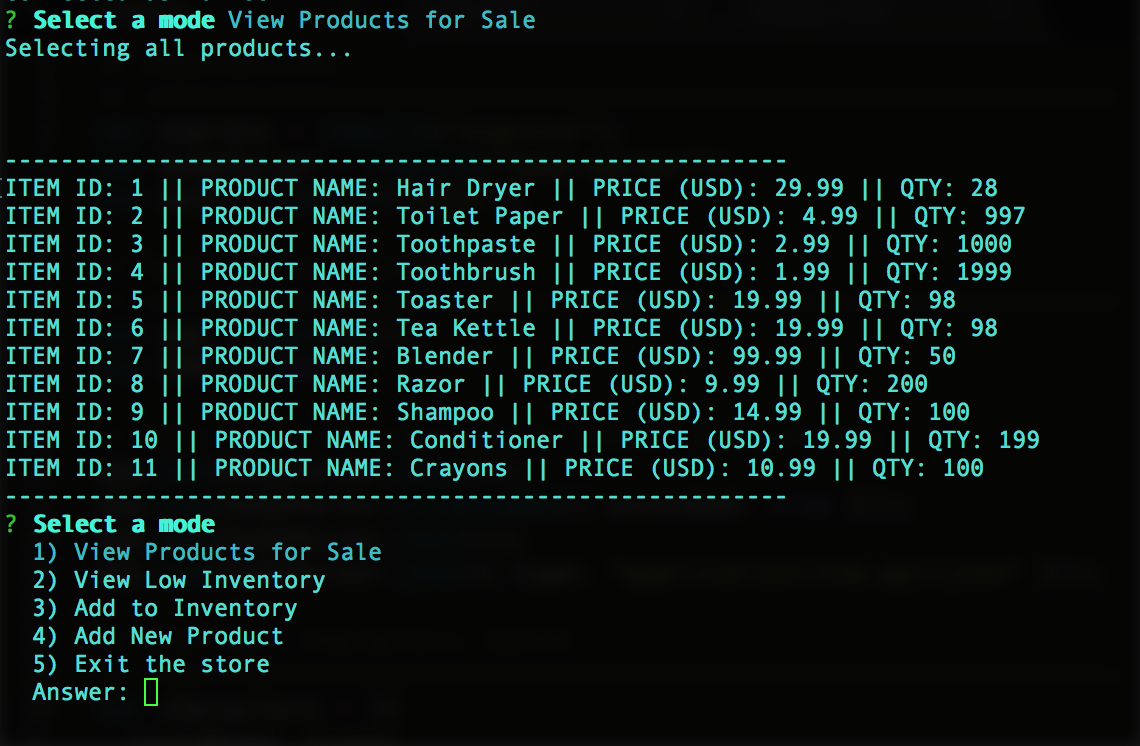 ? Select a mode View Products for Sale
Selecting all products...
--------------------------------------------------------
ITEM ID: 1 || PRODUCT NAME: Hair Dryer || PRICE (USD): 29.99 || QTY: 28
ITEM ID: 2 || PRODUCT NAME: Toilet Paper || PRICE (USD): 4.99 || QTY: 997
ITEM ID: 3 || PRODUCT NAME: Toothpaste || PRICE (USD): 2.99 || QTY: 1000
ITEM ID: 4 || PRODUCT NAME: Toothbrush || PRICE (USD): 1.99 || QTY: 1999
ITEM ID: 5 || PRODUCT NAME: Toaster || PRICE (USD): 19.99 || QTY: 98
ITEM ID: 6 || PRODUCT NAME: Tea Kettle || PRICE (USD): 19.99 || QTY: 98
ITEM ID: 7 || PRODUCT NAME: Blender || PRICE (USD): 99.99 || QTY: 50
ITEM ID: 8 || PRODUCT NAME: Razor || PRICE (USD): 9.99 || QTY: 200
ITEM ID: 9 || PRODUCT NAME: Shampoo || PRICE (USD): 14.99 || QTY: 100
ITEM ID: 10 || PRODUCT NAME: Conditioner || PRICE (USD): 19.99 || QTY: 199
ITEM ID: 11 || PRODUCT NAME: Crayons || PRICE (USD): 10.99 || QTY: 100
--------------------------------------------------------
? Select a mode
1) View Products for Sale
2) View Low Inventory
3) Add to Inventory
4) Add New Product
5) Exit the store
Answer: